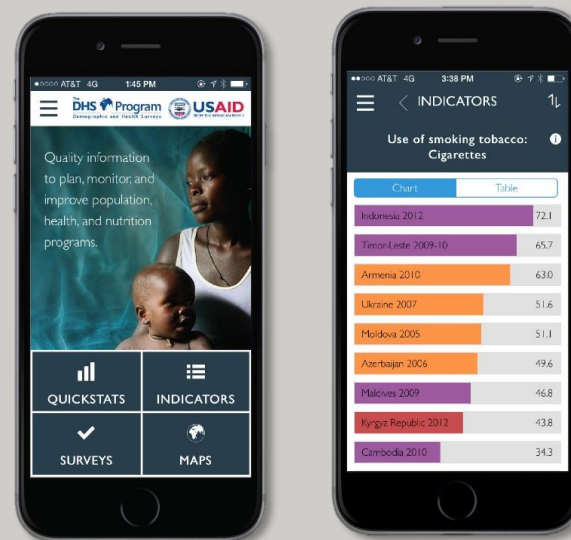 AT&T 4G 1:45 PM
The
DHS Program
Demographic and Health Surveys
USAID
FROM THE AMERICAN PEOPLE
Quality information
to plan, monitor, and
improve population,
health, and nutrition
programs.
QUICKSTATS
INDICATORS
SURVEYS
MAPS
AT&T 4G 3:38 PM
INDICATORS
Use of smoking tobacco:
Cigarettes
Chart Table
Indonesia 2012 72.1
Timor-Leste 2009-10 65.7
Armenia 2010 63.0
Ukraine 2007 51.6
Moldova 2005 51.1
Azerbaijan 2006 49.6
Maldives 2009 46.8
Kyrgyz Republic 2012 43.8
Cambodia 2010 34.3